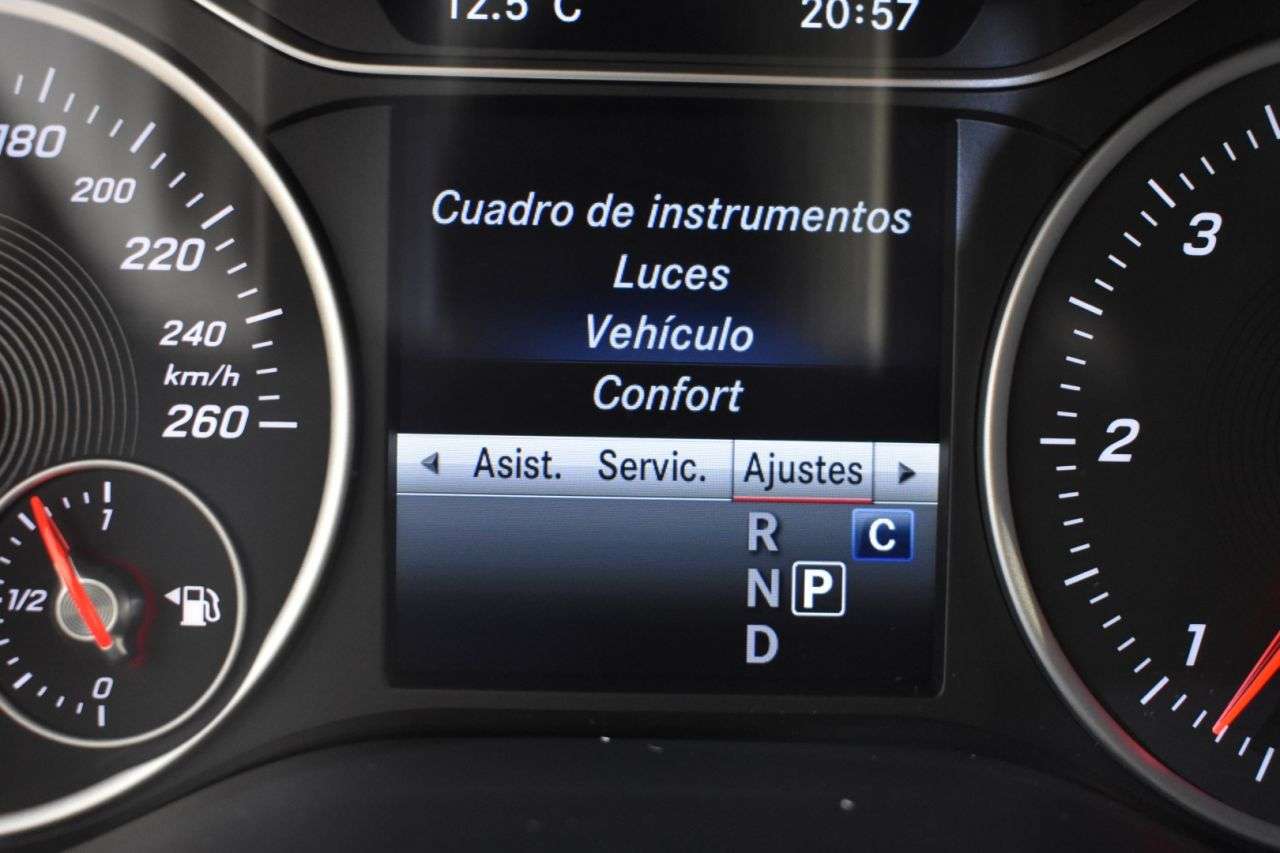 12.5 °C 20:57
180
200
220
240
km/h
260
1
1/2
0
Cuadro de instrumentos
Luces
Vehículo
Confort
Asist. Servic. Ajustes
R C
N P
D
3
2
1